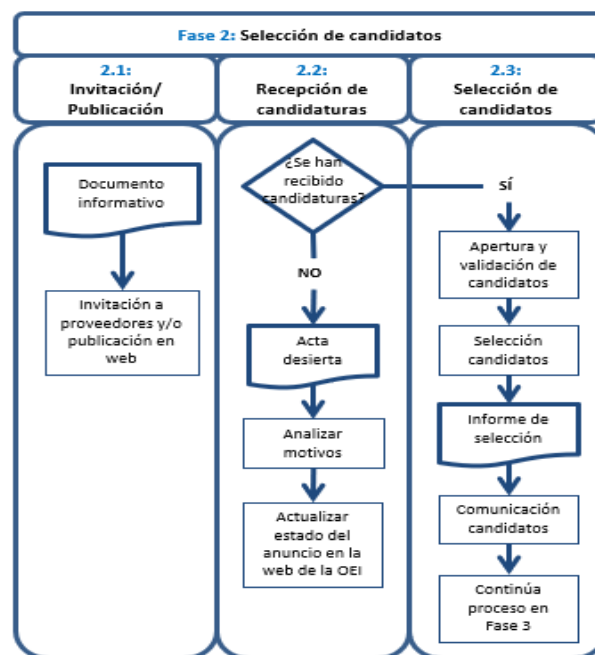 Fase 2: Selección de candidatos
2.1:
Invitación/
Publicación
2.2:
Recepción de
candidaturas
2.3:
Selección de
candidatos
Documento
informativo
Invitación a
proveedores y/o
publicación en
web
¿Se han
recibido
candidaturas?
NO
Acta
desierta
Analizar
motivos
Actualizar
estado del
anuncio en la
web de la OEI
SÍ
Apertura y
validación de
candidatos
Selección
candidatos
Informe de
selección
Comunicación
candidatos
Continúa
proceso en
Fase 3